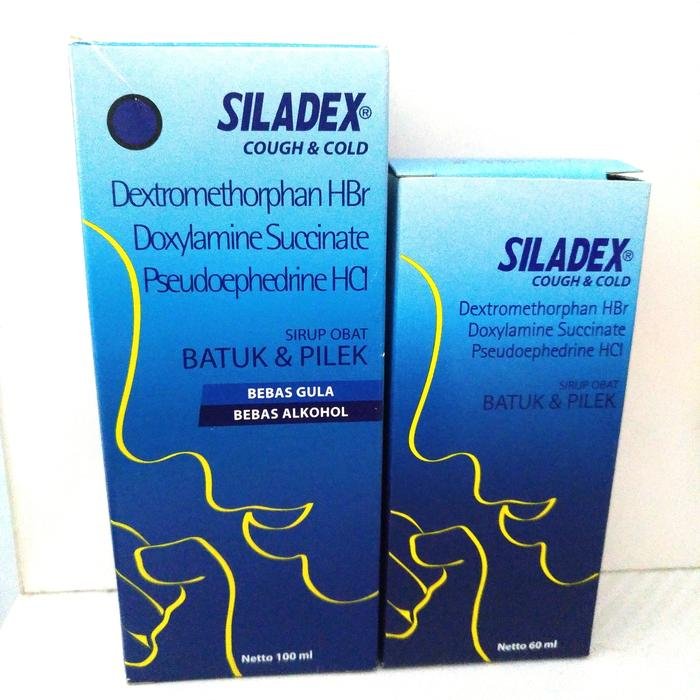 SILADEX®
COUGH & COLD
Dextromethorphan HBr
Doxylamine Succinate
Pseudoephedrine HCl
SIRUP OBAT
BATUK & PILEK
BEBAS GULA
BEBAS ALKOHOL
Netto 100 ml
SILADEX®
COUGH & COLD
Dextromethorphan HBr
Doxylamine Succinate
Pseudoephedrine HCl
SIRUP OBAT
BATUK & PILEK
Netto 60 ml